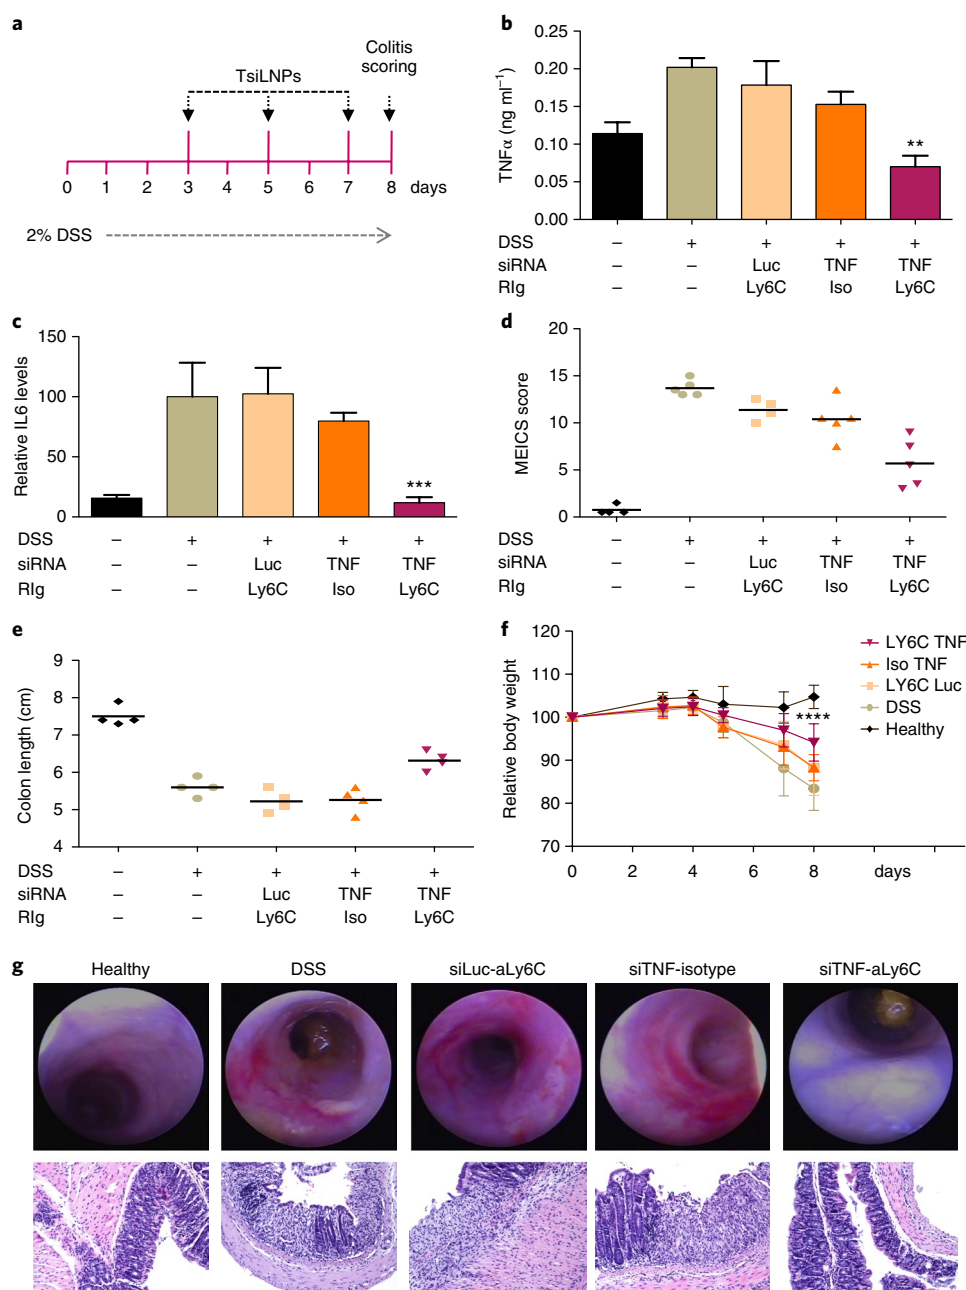 a
Colitis
scoring
TsiLNPs
0 1 2 3 4 5 6 7 8 days
2% DSS
b
TNFα (ng ml⁻¹)
0.25
0.20
0.15
0.10
0.05
0.00
**
DSS – + + + +
siRNA – – Luc TNF TNF
RIg – – Ly6C Iso Ly6C
c
Relative IL6 levels
150
100
50
0
***
DSS – + + + +
siRNA – – Luc TNF TNF
RIg – – Ly6C Iso Ly6C
d
MEICS score
20
15
10
5
0
DSS – + + + +
siRNA – – Luc TNF TNF
RIg – – Ly6C Iso Ly6C
e
Colon length (cm)
9
8
7
6
5
4
DSS – + + + +
siRNA – – Luc TNF TNF
RIg – – Ly6C Iso Ly6C
f
Relative body weight
120
110
100
90
80
70
0 2 4 6 8 days
****
LY6C TNF
Iso TNF
LY6C Luc
DSS
Healthy
g
Healthy DSS siLuc-aLy6C siTNF-isotype siTNF-aLy6C